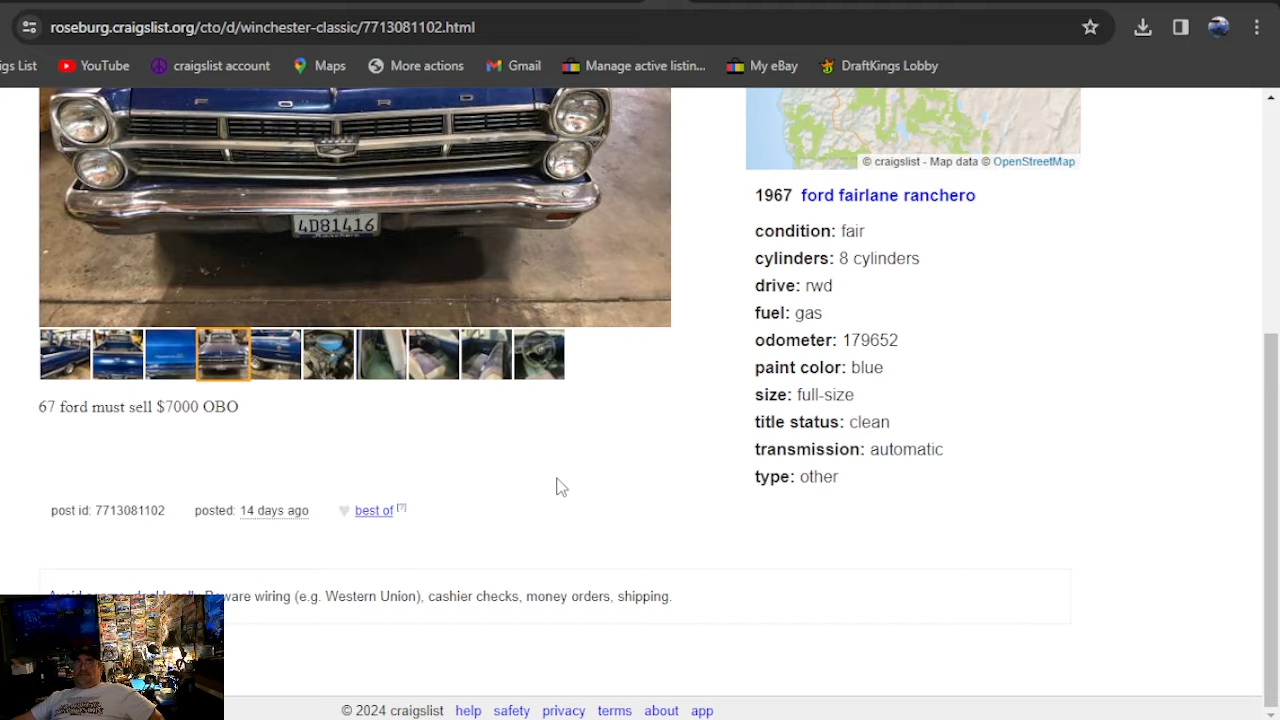 roseburg.craigslist.org/cto/d/winchester-classic/7713081102.html
gs List YouTube craigslist account Maps More actions Gmail Manage active listin... My eBay DraftKings Lobby
FORD
4D81416
© craigslist - Map data © OpenStreetMap
1967 ford fairlane ranchero
condition: fair
cylinders: 8 cylinders
drive: rwd
fuel: gas
odometer: 179652
paint color: blue
size: full-size
title status: clean
transmission: automatic
type: other
67 ford must sell $7000 OBO
post id: 7713081102 posted: 14 days ago best of [?]
Beware wiring (e.g. Western Union), cashier checks, money orders, shipping.
© 2024 craigslist help safety privacy terms about app